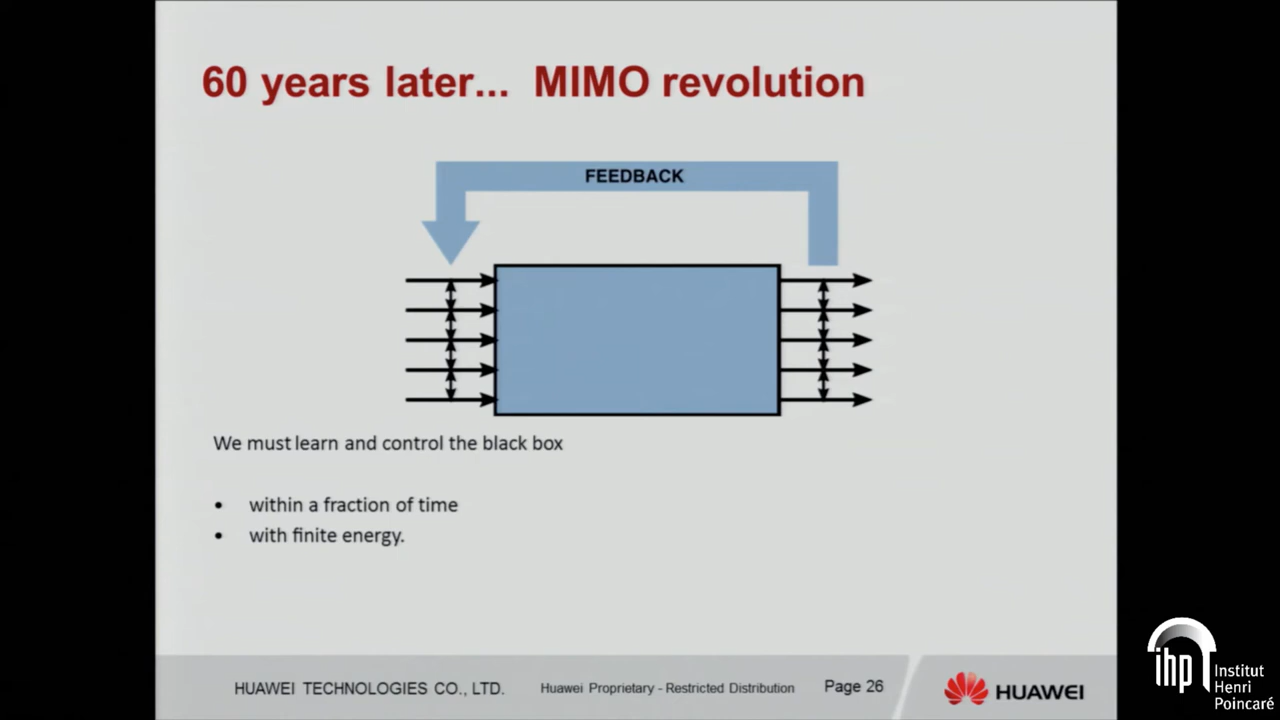 60 years later... MIMO revolution
FEEDBACK
We must learn and control the black box
• within a fraction of time
• with finite energy.
HUAWEI TECHNOLOGIES CO., LTD.
Huawei Proprietary - Restricted Distribution
Page 26
HUAWEI
ihp
Institut
Henri
Poincaré